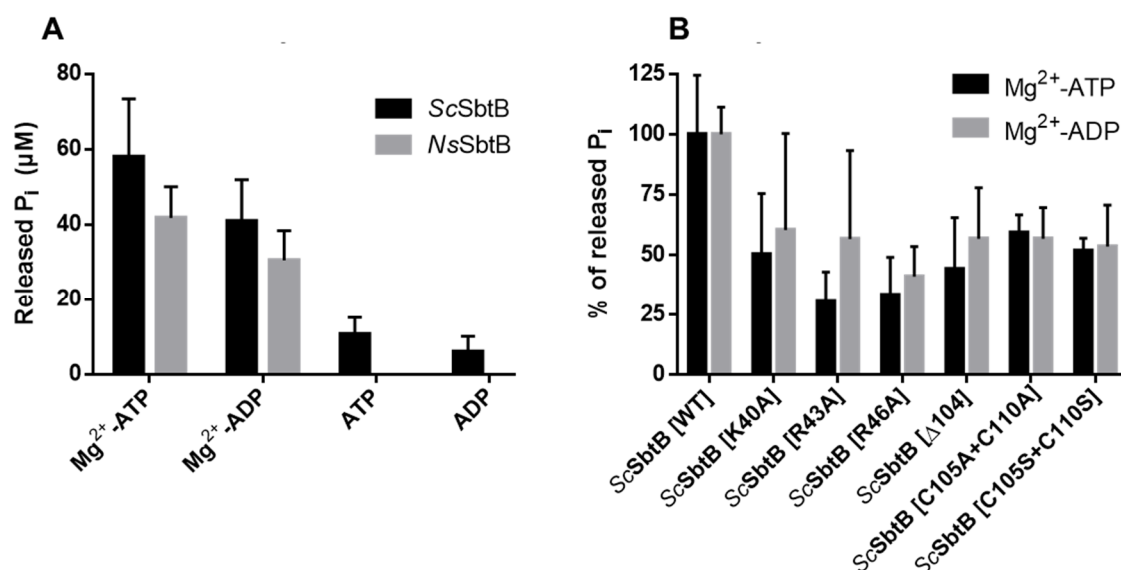 A
Released Pi (µM)
80
60
40
20
0
ScSbtB
NsSbtB
Mg2+-ATP
Mg2+-ADP
ATP
ADP
B
% of released Pi
125
100
75
50
25
0
Mg2+-ATP
Mg2+-ADP
ScSbtB [WT]
ScSbtB [K40A]
ScSbtB [R43A]
ScSbtB [R46A]
ScSbtB [Δ104]
ScSbtB [C105A+C110A]
ScSbtB [C105S+C110S]